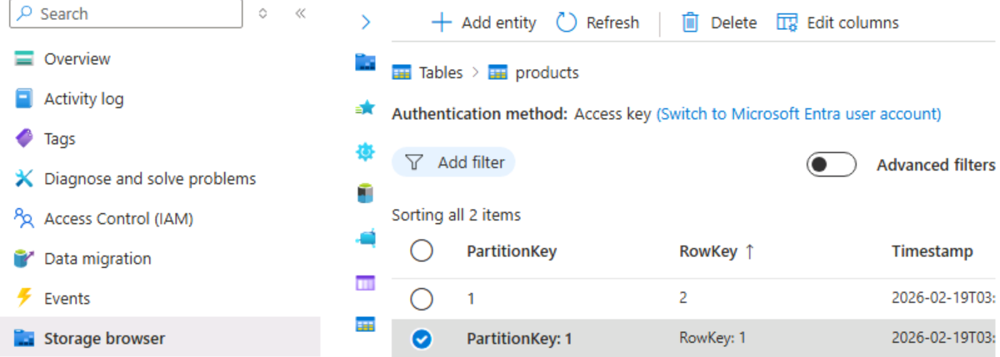 Search
Overview
Activity log
Tags
Diagnose and solve problems
Access Control (IAM)
Data migration
Events
Storage browser
Add entity Refresh Delete Edit columns
Tables > products
Authentication method: Access key (Switch to Microsoft Entra user account)
Add filter Advanced filters
Sorting all 2 items
PartitionKey RowKey ↑ Timestamp
1 2 2026-02-19T03:
PartitionKey: 1 RowKey: 1 2026-02-19T03: